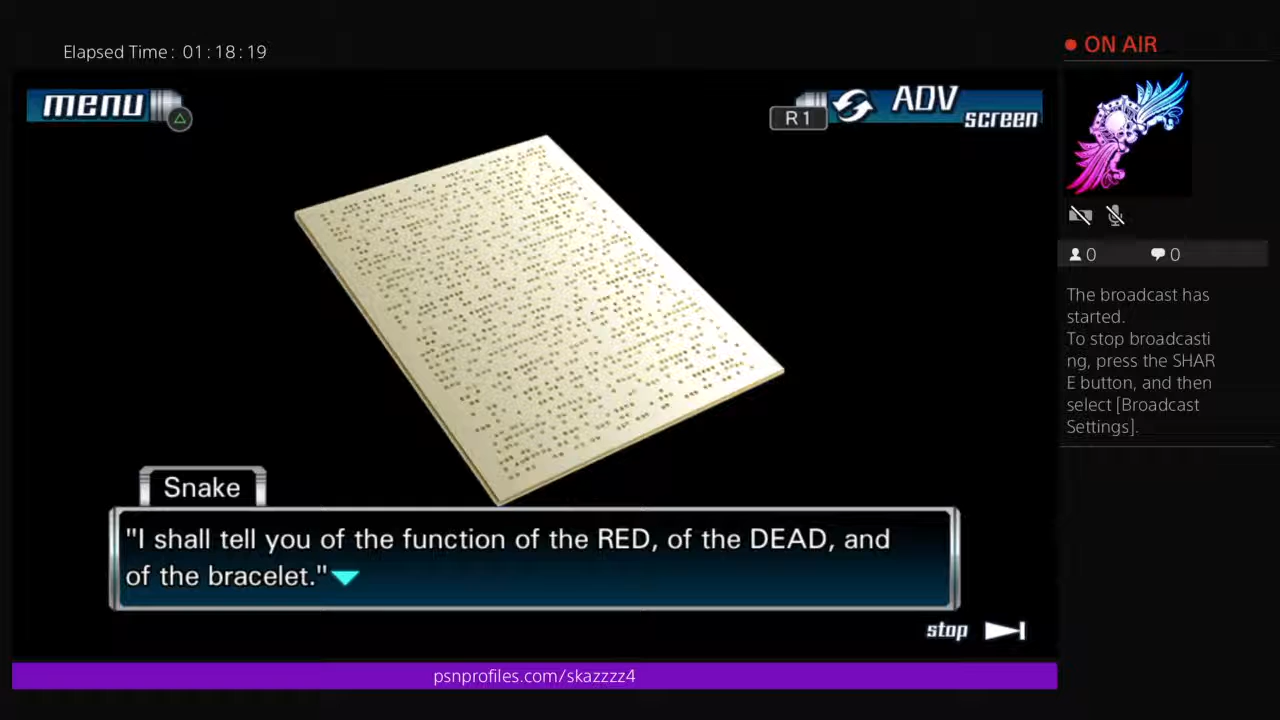 Elapsed Time: 01:18:19
ON AIR
menu
R1
ADV
screen
0
0
The broadcast has
started.
To stop broadcasti
ng, press the SHAR
E button, and then
select [Broadcast
Settings].
Snake
"I shall tell you of the function of the RED, of the DEAD, and
of the bracelet."
stop
psnprofiles.com/skazzzz4